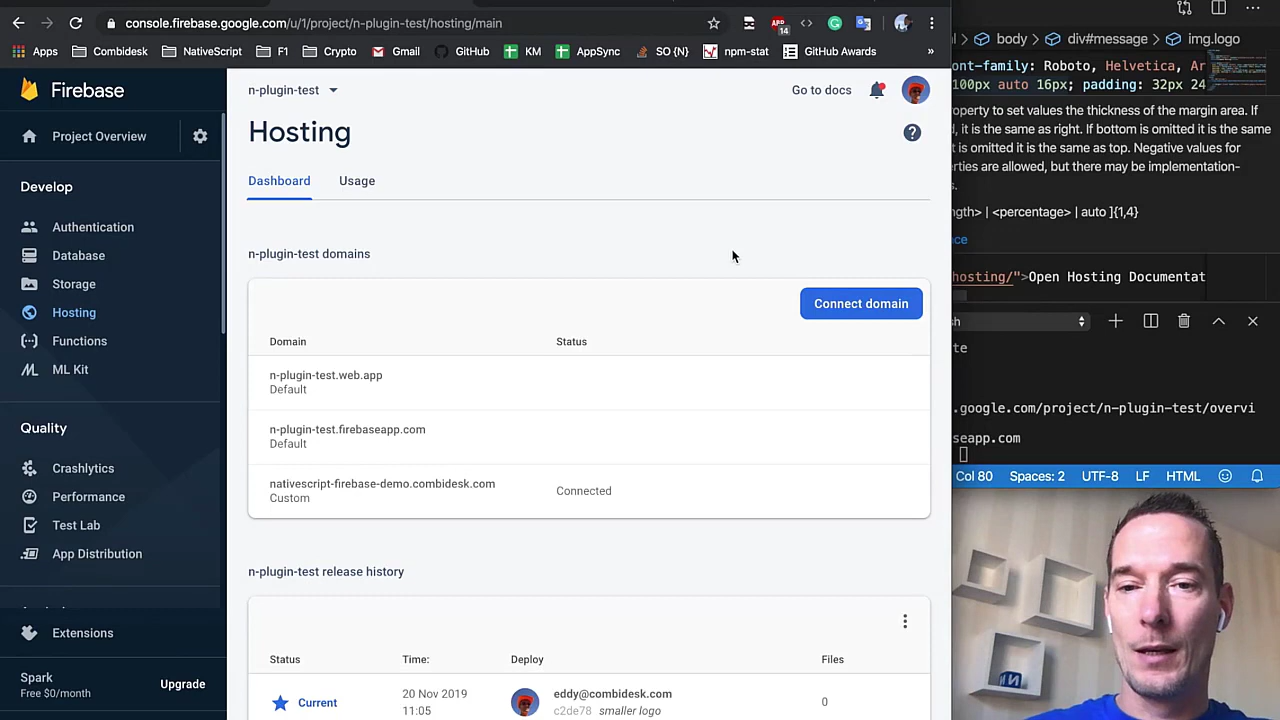 console.firebase.google.com/u/1/project/n-plugin-test/hosting/main
14
Apps Combidesk NativeScript F1 Crypto Gmail GitHub KM AppSync SO {N} npm-stat GitHub Awards »
Firebase
Project Overview
Develop
Authentication
Database
Storage
Hosting
Functions
ML Kit
Quality
Crashlytics
Performance
Test Lab
App Distribution
Extensions
Spark
Free $0/month
Upgrade
n-plugin-test
Go to docs
Hosting
Dashboard Usage
n-plugin-test domains
Connect domain
Domain Status
n-plugin-test.web.app
Default
n-plugin-test.firebaseapp.com
Default
nativescript-firebase-demo.combidesk.com
Custom
Connected
n-plugin-test release history
Status Time: Deploy Files
Current
20 Nov 2019
11:05
eddy@combidesk.com
c2de78 smaller logo
0
body div#message img.logo
ont-family: Roboto, Helvetica, Ar
100px auto 16px; padding: 32px 24
roperty to set values the thickness of the margin area. If
d, it is the same as right. If bottom is omitted it is the same
t is omitted it is the same as top. Negative values for
erties are allowed, but there may be implementation-
s.
ngth> | <percentage> | auto ]{1,4}
ce
hosting/">Open Hosting Documentat
sh
te
.google.com/project/n-plugin-test/overvi
seapp.com
Col 80 Spaces: 2 UTF-8 LF HTML